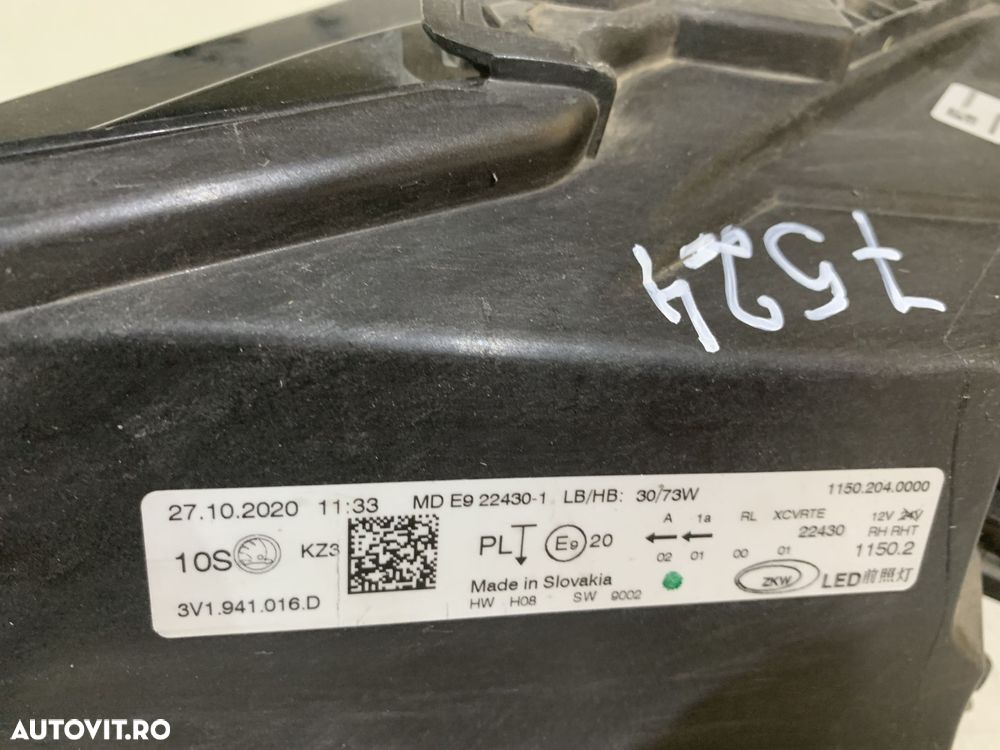 7524
27.10.2020 11:33 MD E9 22430-1 LB/HB: 30/73W 1150.204.0000
10S KZ3 PL E9 20 A 1a RL XCVRTE 12V 24V
22430 RH RHT
02 01 00 01 1150.2
Made in Slovakia ZKW LED前照灯
3V1.941.016.D HW H08 SW 9002
AUTOVIT.RO